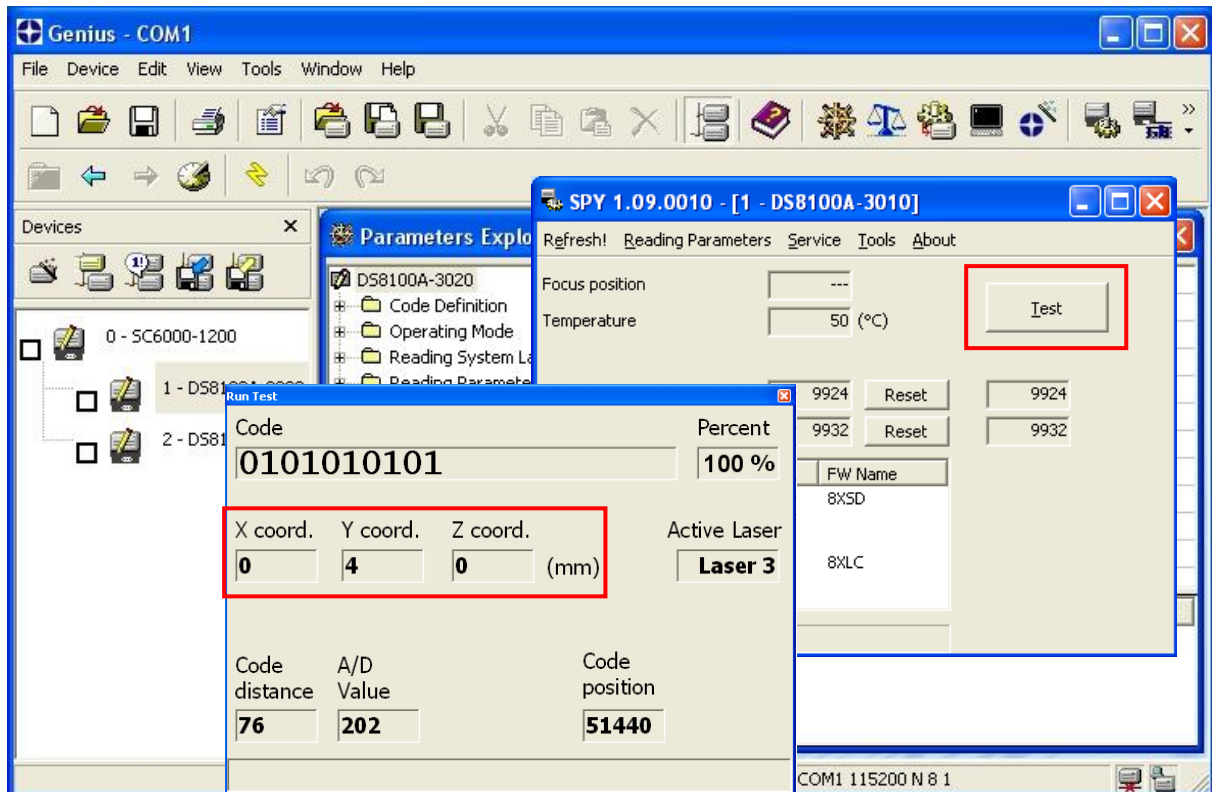 Genius - COM1
File Device Edit View Tools Window Help
SPY 1.09.0010 - [1 - DS8100A-3010]
Refresh! Reading Parameters Service Tools About
Focus position ---
Temperature 50 (°C)
Test
9924 Reset 9924
9932 Reset 9932
FW Name
8XSD
8XLC
Devices
0 - SC6000-1200
1 - DS81
2 - DS81
Parameters Explo
DS8100A-3020
Code Definition
Operating Mode
Reading System La
Reading Paramete
Run Test
Code Percent
0101010101 100 %
X coord. Y coord. Z coord. Active Laser
0 4 0 (mm) Laser 3
Code distance A/D Value Code position
76 202 51440
COM1 115200 N 8 1